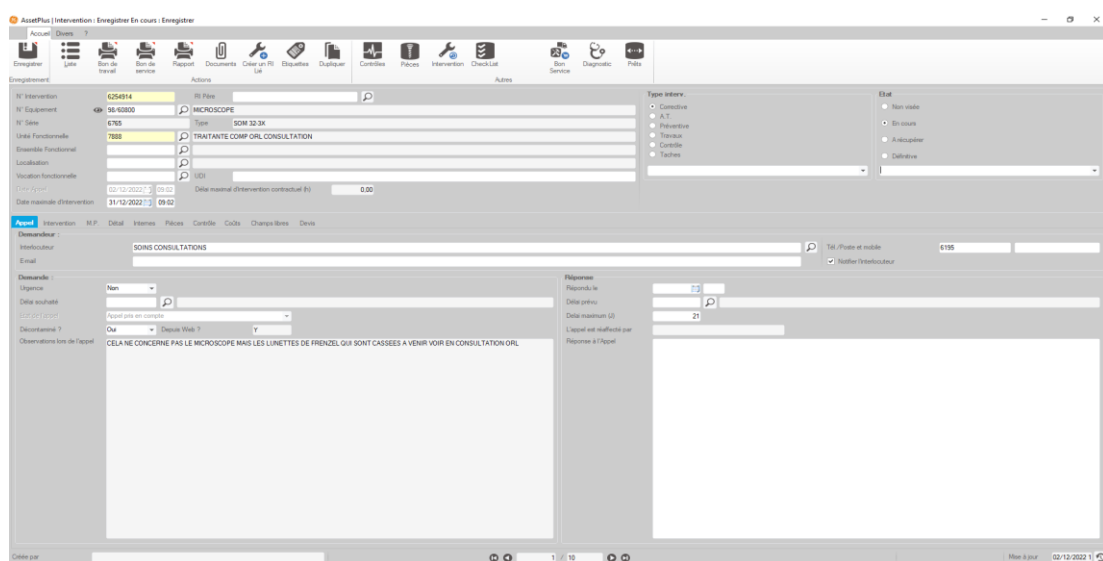 AssetPlus | Intervention : Enregistrer En cours : Enregistrer
Accueil Divers ?
Enregistrer Liste Bon de travail Bon de service Rapport Documents Créer un RI Lié Etiquettes Dupliquer Contrôles Pièces Intervention CheckList Bon Service Diagnostic Prêts
Enregistrement Actions Autres
N° Intervention 6254914 RI Père
N° Equipement 98/60800 MICROSCOPE
N° Série 6765 Type SOM 32-3X
Unité Fonctionnelle 7888 TRAITANTE COMP ORL CONSULTATION
Ensemble Fonctionnel
Localisation
Vocation fonctionnelle UDI
Date Appel 02/12/2022 09:02 Délai maximal d'intervention contractuel (h) 0,00
Date maximale d'intervention 31/12/2022 09:02
Type interv.
Corrective
A.T.
Préventive
Travaux
Contrôle
Taches
Etat
Non visée
En cours
A récupérer
Définitive
Appel Intervention M.P. Détail Internes Pièces Contrôle Coûts Champs libres Devis
Demandeur :
Interlocuteur SOINS CONSULTATIONS Tél /Poste et mobile 6195
E-mail Notifier l'interlocuteur
Demande :
Urgence Non
Délai souhaité
Etat de l'appel Appel pris en compte
Décontaminé ? Oui Depuis Web ? Y
Observations lors de l'appel CELA NE CONCERNE PAS LE MICROSCOPE MAIS LES LUNETTES DE FRENZEL QUI SONT CASSEES A VENIR VOIR EN CONSULTATION ORL
Réponse
Répondu le
Délai prévu
Délai maximum (J) 21
L'appel est réaffecté par
Réponse à l'Appel
Créée par 1 / 10 Mise à jour 02/12/2022 1